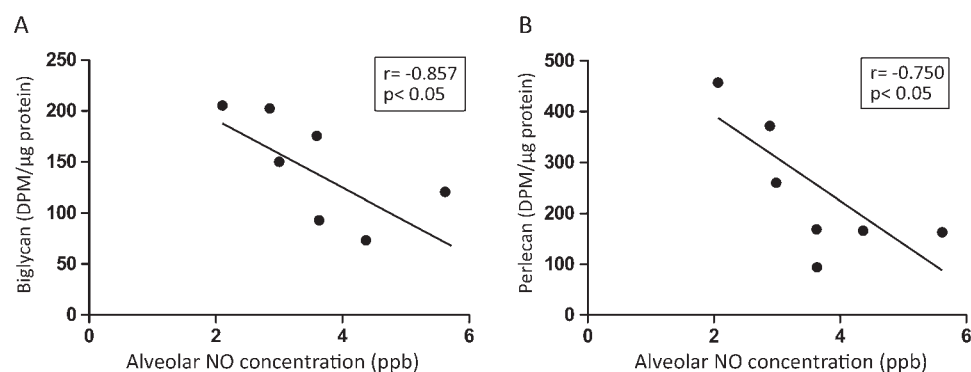 A
B
r= -0.857
p< 0.05
r= -0.750
p< 0.05
Biglycan (DPM/µg protein)
250
200
150
100
50
0
0
2
4
6
Alveolar NO concentration (ppb)
Perlecan (DPM/µg protein)
500
400
300
200
100
0
0
2
4
6
Alveolar NO concentration (ppb)